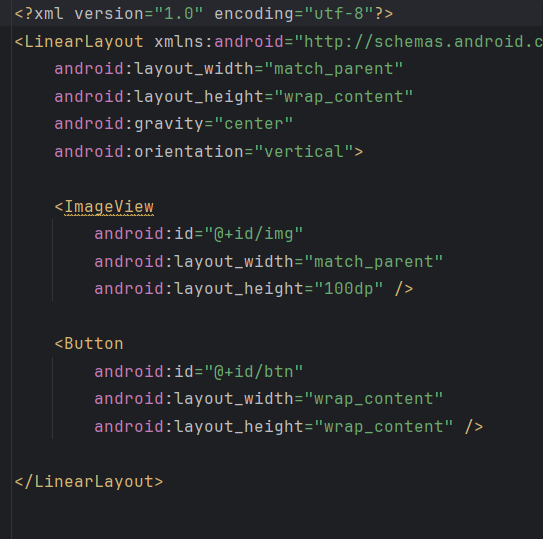 <?xml version="1.0" encoding="utf-8"?>
<LinearLayout xmlns:android="http://schemas.android.c
android:layout_width="match_parent"
android:layout_height="wrap_content"
android:gravity="center"
android:orientation="vertical">
<ImageView
android:id="@+id/img"
android:layout_width="match_parent"
android:layout_height="100dp" />
<Button
android:id="@+id/btn"
android:layout_width="wrap_content"
android:layout_height="wrap_content" />
</LinearLayout>